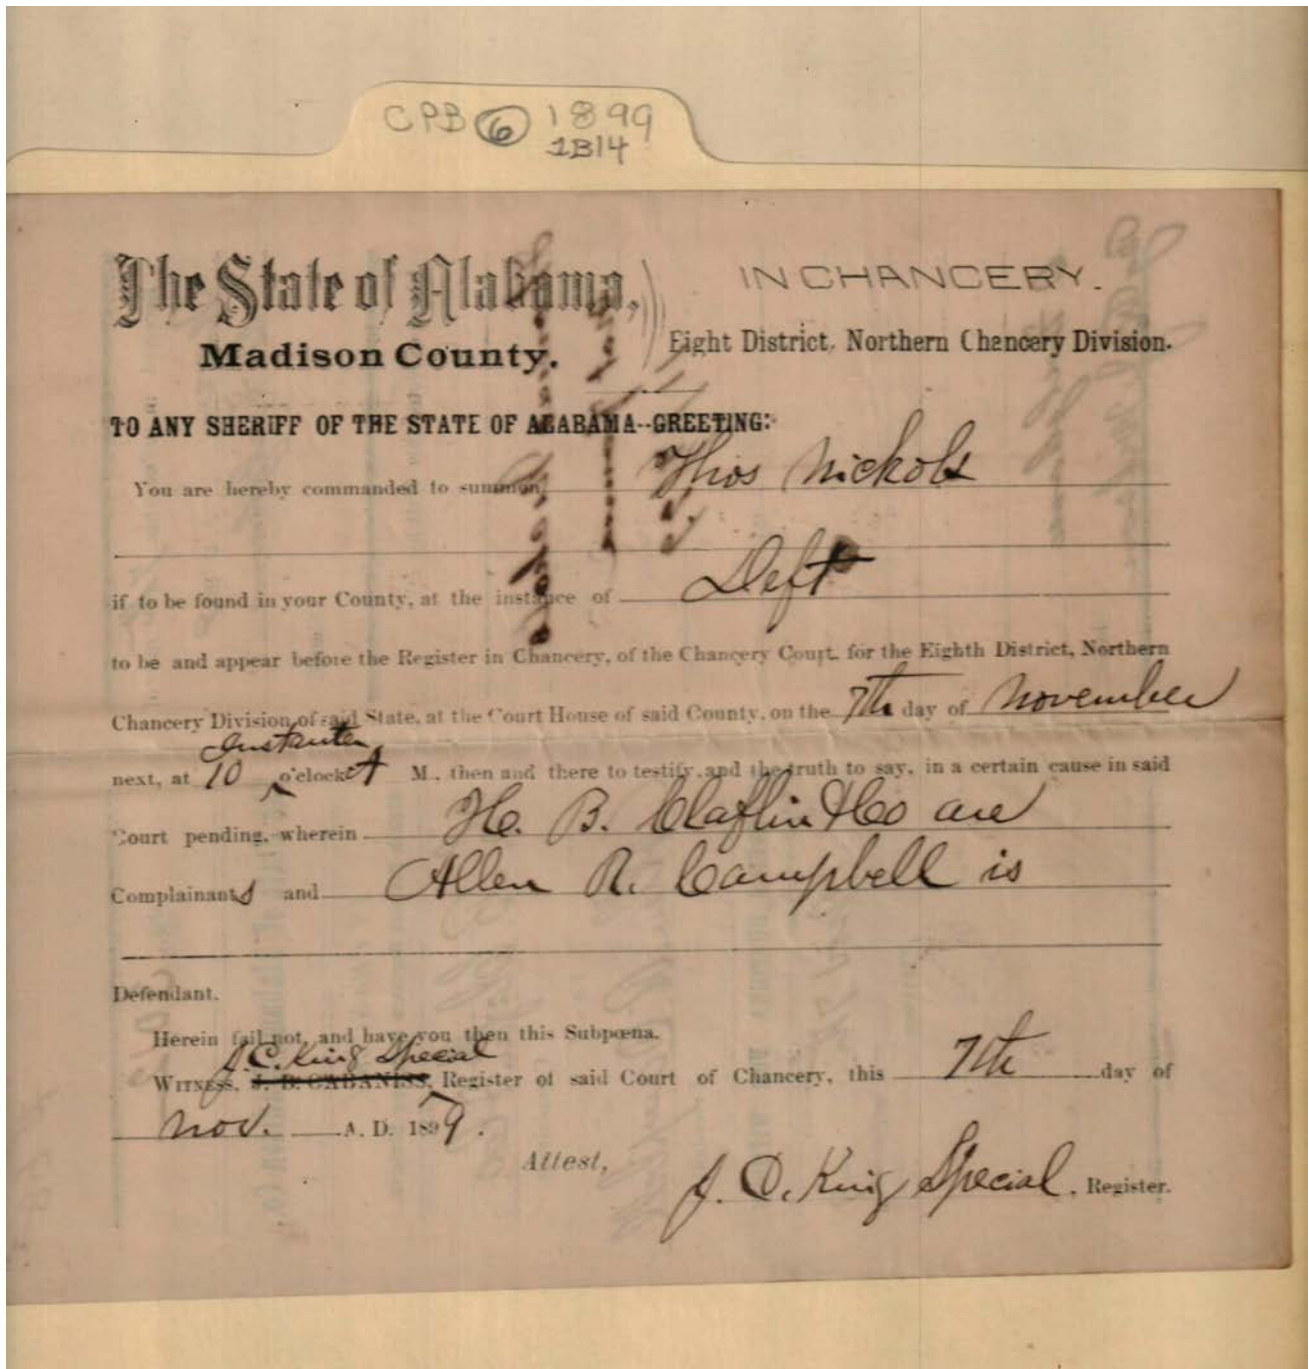 CPB 6 1899
1B14
The State of Alabama,
Madison County.
IN CHANCERY.
Eight District, Northern Chancery Division.
TO ANY SHERIFF OF THE STATE OF ALABAMA--GREETING:
You are hereby commanded to summon Thos Nickols
if to be found in your County, at the instance of Deft
to be and appear before the Register in Chancery, of the Chancery Court, for the Eighth District, Northern
Chancery Division of said State, at the Court House of said County, on the 7th day of November
Instanter
next, at 10 o'clock A M., then and there to testify, and the truth to say, in a certain cause in said
Court pending, wherein H. B. Claflin & Co are
Complainants and Allen R. Campbell is
Defendant.
Herein fail not, and have you then this Subpœna.
J. C. King Special
WITNESS, J. B. CABANISS, Register of said Court of Chancery, this 7th day of
Nov. A. D. 1899.
Attest,
J. C. King Special, Register.